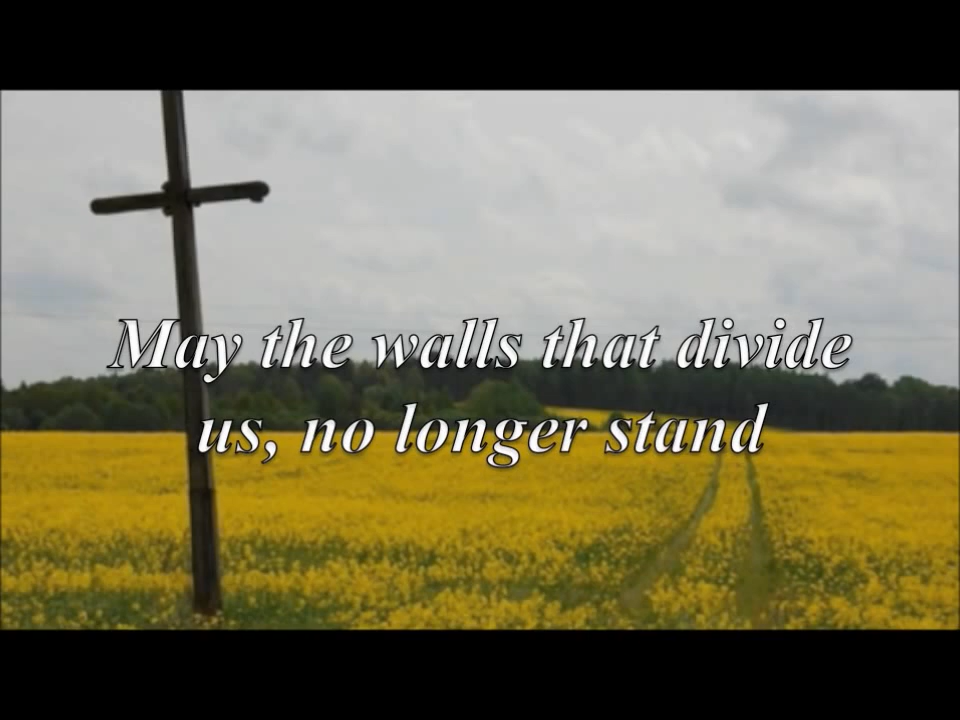 May the walls that divide
us, no longer stand